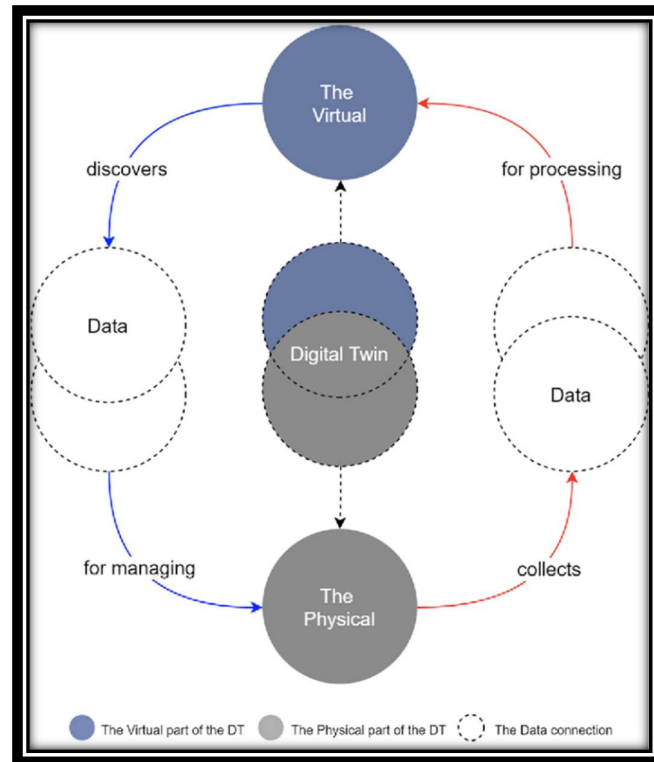 The
Virtual
discovers
for processing
Data
Digital Twin
Data
for managing
collects
The
Physical
The Virtual part of the DT
The Physical part of the DT
The Data connection